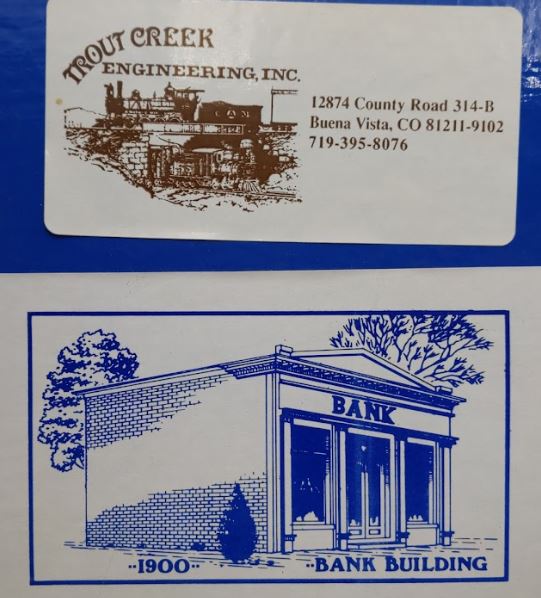 TROUT CREEK
ENGINEERING, INC.
C & M
12874 County Road 314-B
Buena Vista, CO 81211-9102
719-395-8076
BANK
··1900··
··BANK BUILDING